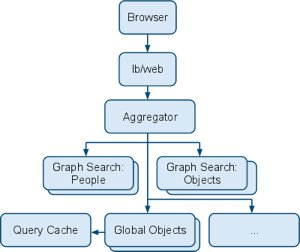 Browser
lb/web
Aggregator
Graph Search:
People
Graph Search:
Objects
Query Cache
Global Objects
...